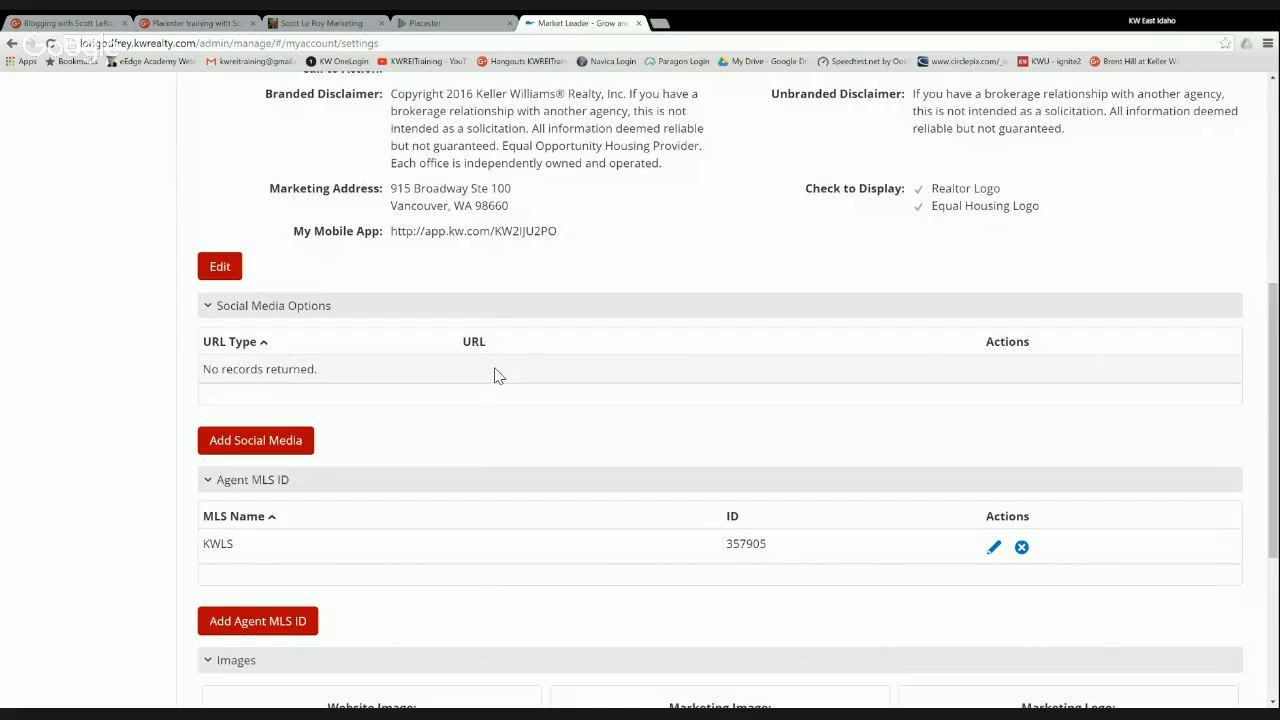 KW East Idaho
Blogging with Scott LeRo
Placester training with Sc
Scott Le Roy Marketing
Placester
Market Leader - Grow an
Google
godfrey.kwrealty.com/admin/manage/#/myaccount/settings
Apps
Bookmarks
eEdge Academy Web
kwreitraining@gmail
KW OneLogin
KWREITraining - YouT
Hangouts KWREITrain
Navica Login
Paragon Login
My Drive - Google Dr
Speedtest.net by Ook
www.circlepix.com/_o
KWU - ignite2
Brent Hill at Keller Wil
Branded Disclaimer: Copyright 2016 Keller Williams® Realty, Inc. If you have a
brokerage relationship with another agency, this is not
intended as a solicitation. All information deemed reliable
but not guaranteed. Equal Opportunity Housing Provider.
Each office is independently owned and operated.
Unbranded Disclaimer: If you have a brokerage relationship with another agency,
this is not intended as a solicitation. All information deemed
reliable but not guaranteed.
Marketing Address: 915 Broadway Ste 100
Vancouver, WA 98660
Check to Display: Realtor Logo
Equal Housing Logo
My Mobile App: http://app.kw.com/KW2IJU2PO
Edit
Social Media Options
URL Type URL Actions
No records returned.
Add Social Media
Agent MLS ID
MLS Name ID Actions
KWLS 357905
Add Agent MLS ID
Images
Website Image: Marketing Image: Marketing Logo: